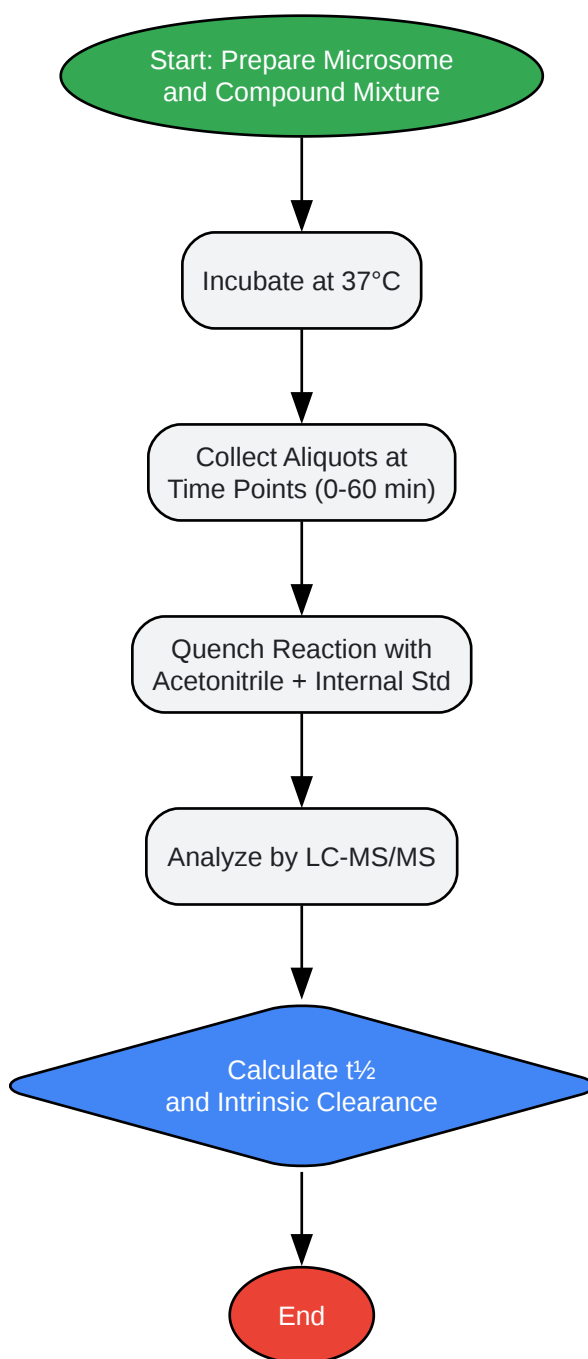 Start: Prepare Microsome
and Compound Mixture
Incubate at 37°C
Collect Aliquots at
Time Points (0-60 min)
Quench Reaction with
Acetonitrile + Internal Std
Analyze by LC-MS/MS
Calculate t½
and Intrinsic Clearance
End